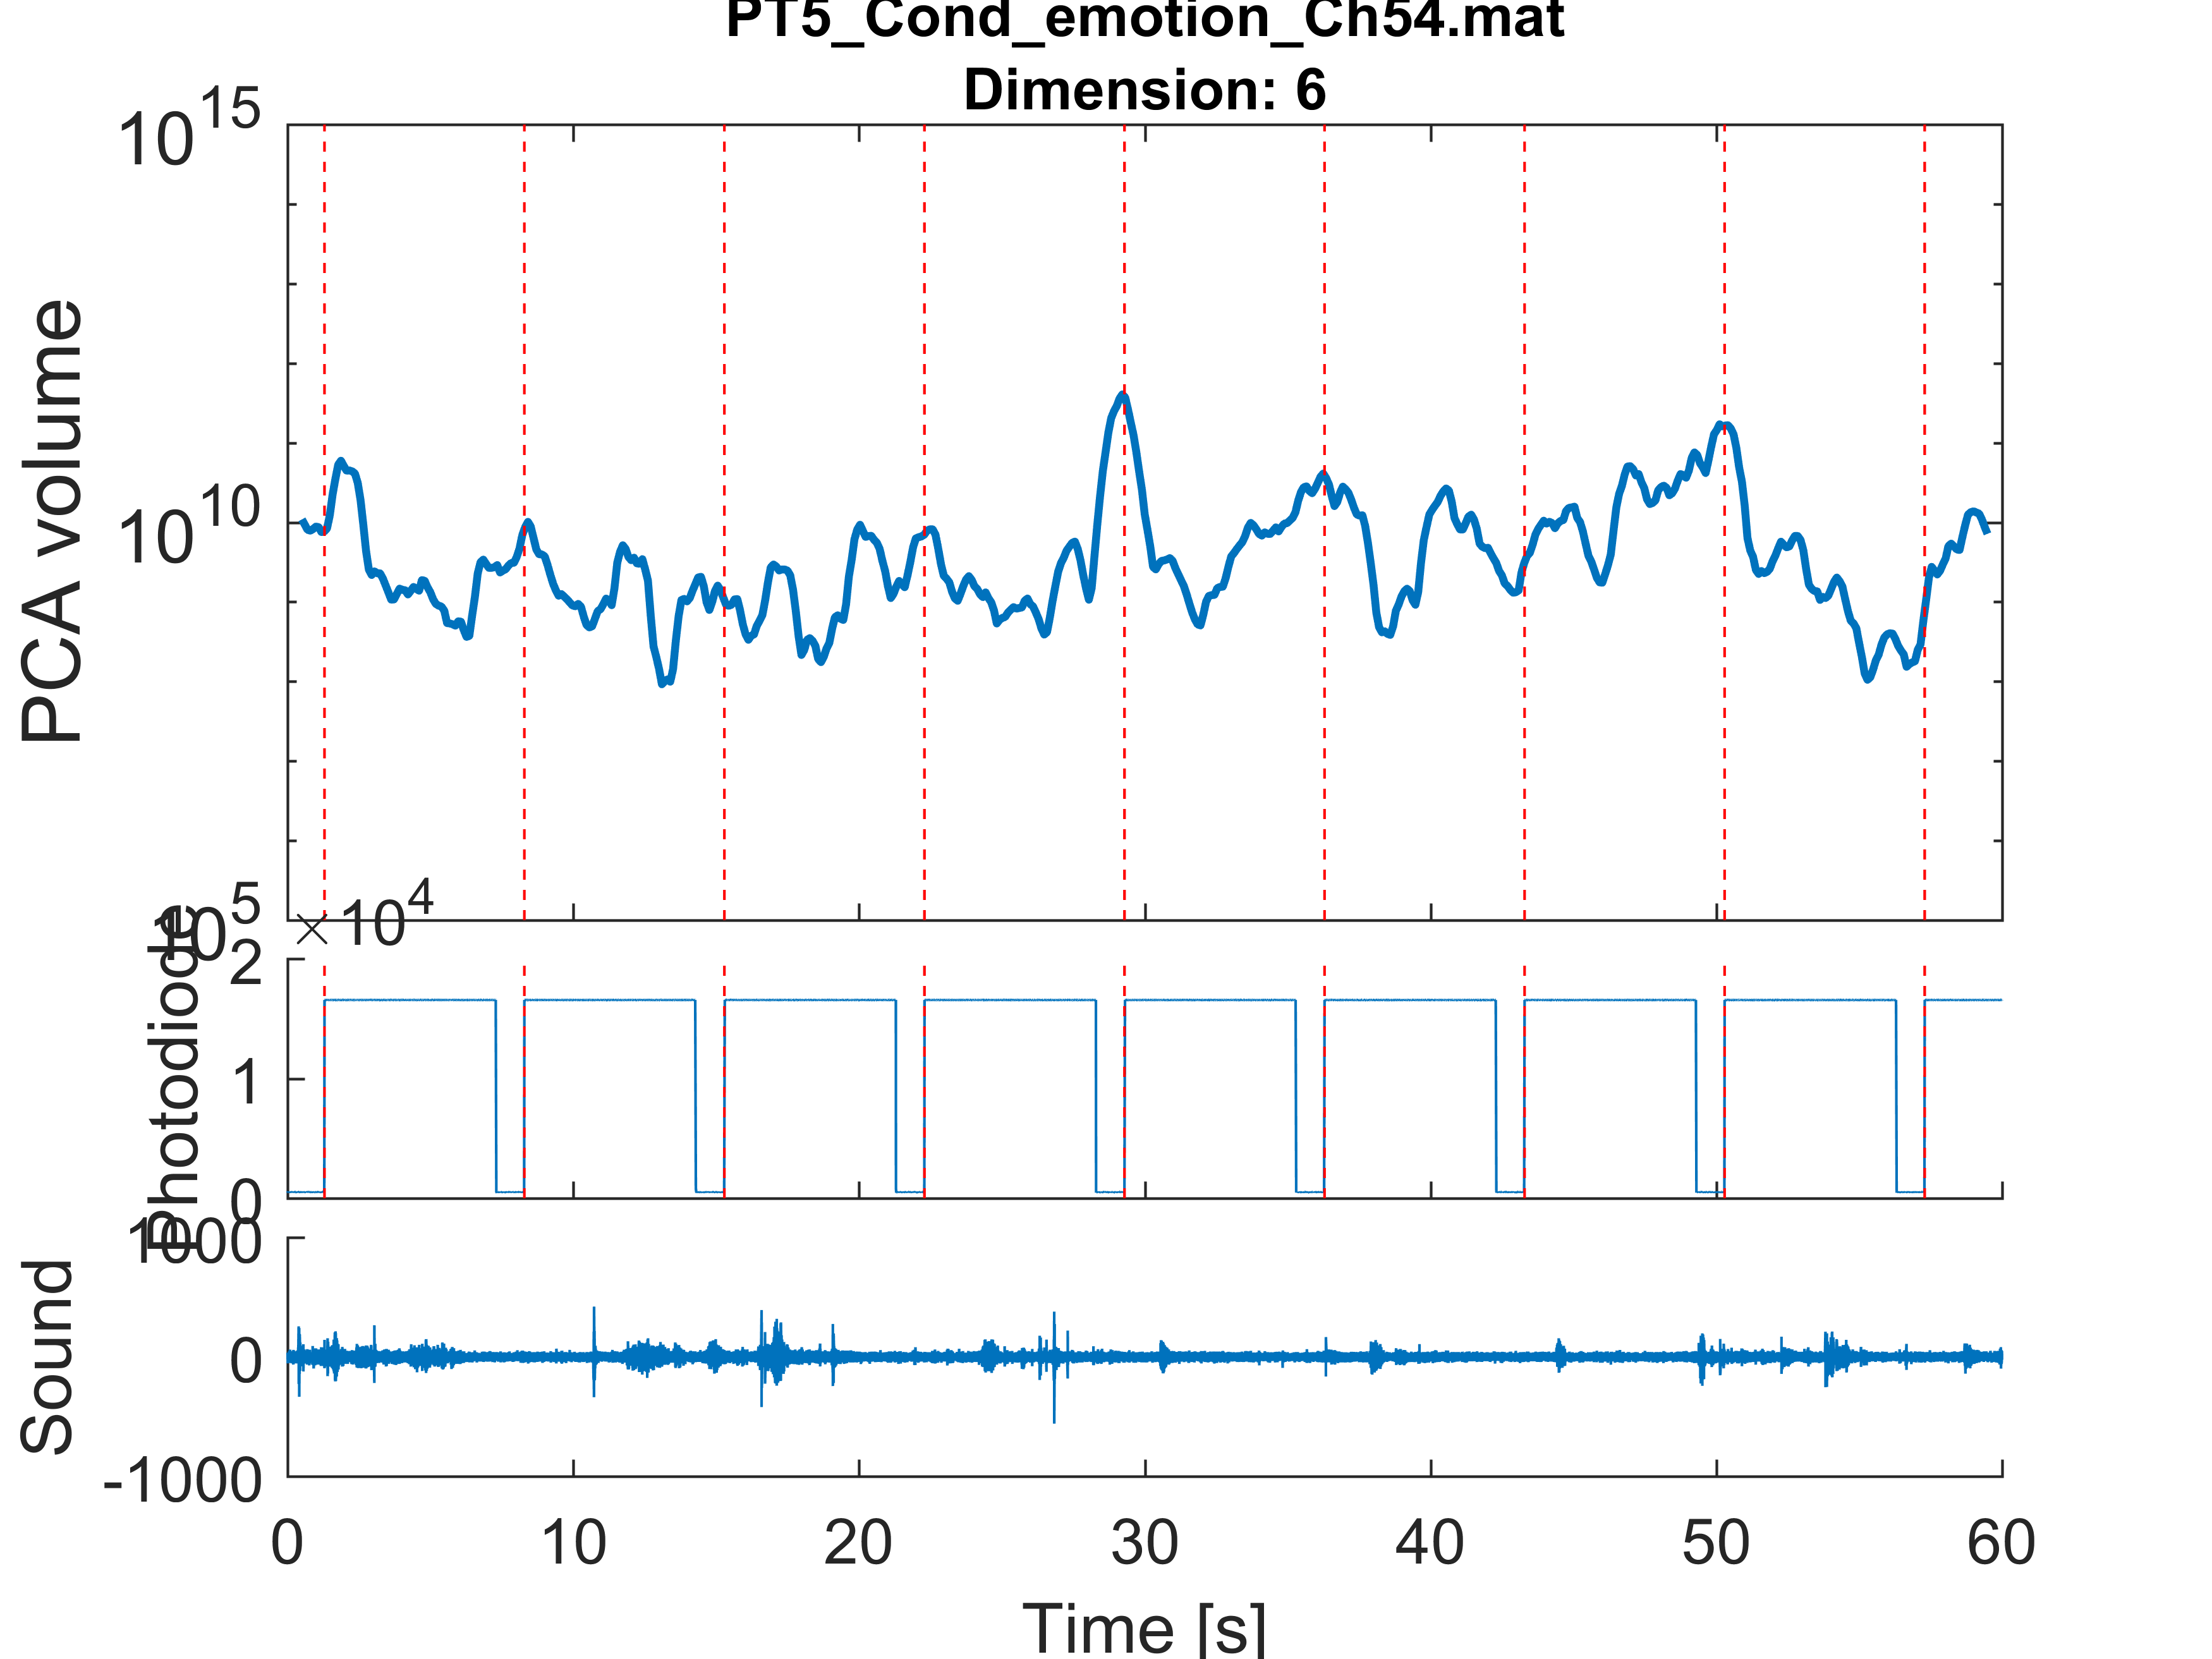 PT5_Cond_emotion_Ch54.mat
Dimension: 6
PCA volume
10^15
10^10
10^5
×10^4
Photodiode
2
1
0
Sound
1000
0
-1000
0 10 20 30 40 50 60
Time [s]